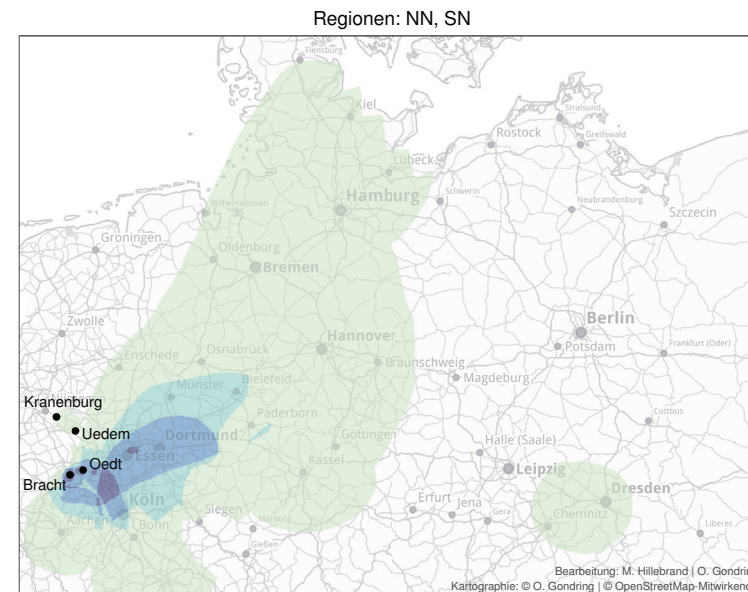 Regionen: NN, SN
Flensburg
Kiel
Stralsund
Rostock
Greifswald
Lübeck
Schwerin
Hamburg
Wilhelmshaven
Neubrandenburg
Szczecin
Groningen
Oldenburg
Bremen
Zwolle
Berlin
Hannover
Potsdam
Frankfurt (Oder)
Enschede
Osnabrück
Braunschweig
Magdeburg
Münster
Bielefeld
Kranenburg
Uedem
Paderborn
Cottbus
Dortmund
Göttingen
Essen
Halle (Saale)
Oedt
Kassel
Leipzig
Bracht
Dresden
Köln
Erfurt
Jena
Gera
Chemnitz
Aachen
Bonn
Siegen
Marburg
Liberec
Gießen
Bearbeitung: M. Hillebrand | O. Gondrin
Kartographie: © O. Gondring | © OpenStreetMap-Mitwirkend